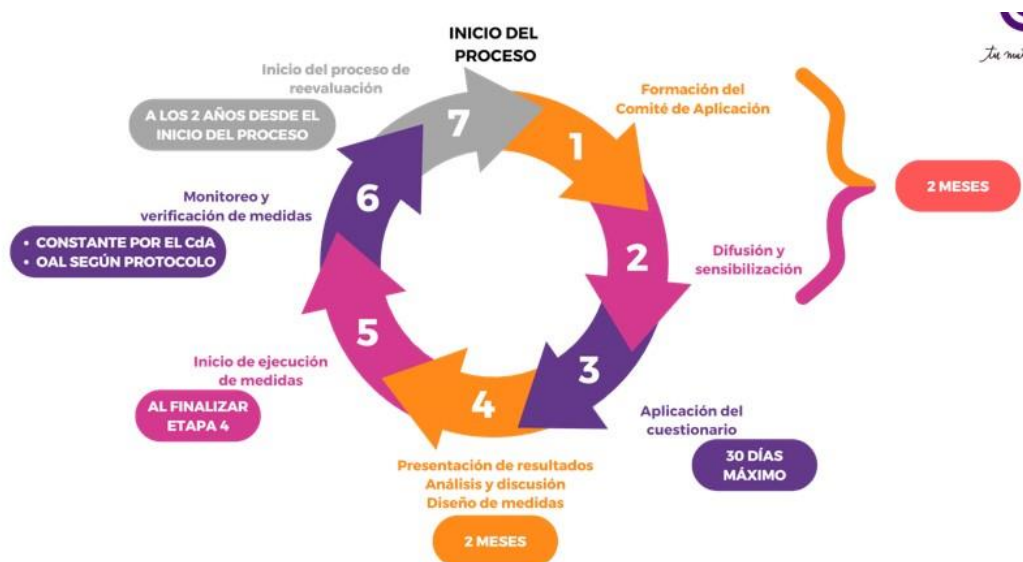 INICIO DEL
PROCESO
1
Formación del
Comité de Aplicación
2
Difusión y
sensibilización
2 MESES
3
Aplicación del
cuestionario
30 DÍAS
MÁXIMO
4
Presentación de resultados
Análisis y discusión
Diseño de medidas
2 MESES
5
Inicio de ejecución
de medidas
AL FINALIZAR
ETAPA 4
6
Monitoreo y
verificación de medidas
• CONSTANTE POR EL CdA
• OAL SEGÚN PROTOCOLO
7
Inicio del proceso de
reevaluación
A LOS 2 AÑOS DESDE EL
INICIO DEL PROCESO
tu